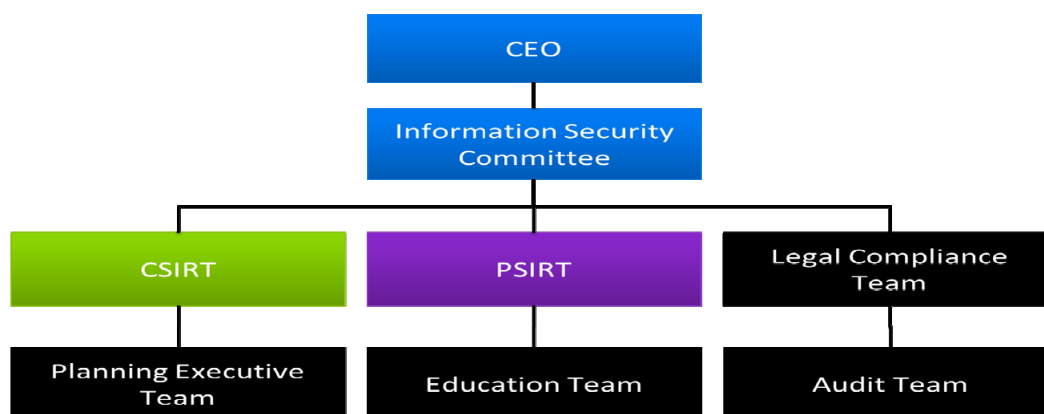 CEO
Information Security
Committee
CSIRT
PSIRT
Legal Compliance
Team
Planning Executive
Team
Education Team
Audit Team